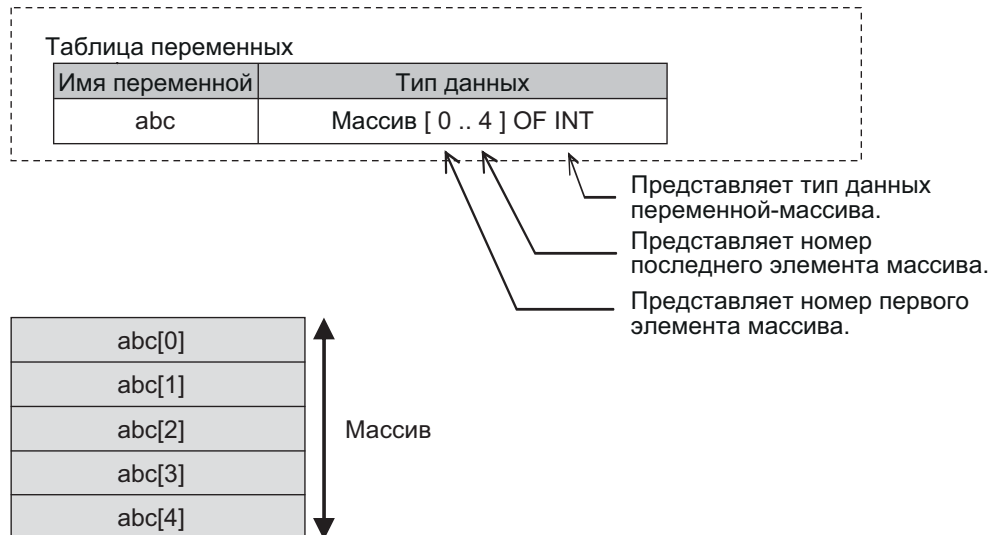 Таблица переменных
Имя переменной Тип данных
abc Массив [ 0 .. 4 ] OF INT
Представляет тип данных
переменной-массива.
Представляет номер
последнего элемента массива.
Представляет номер первого
элемента массива.
abc[0]
abc[1]
abc[2]
Массив
abc[3]
abc[4]